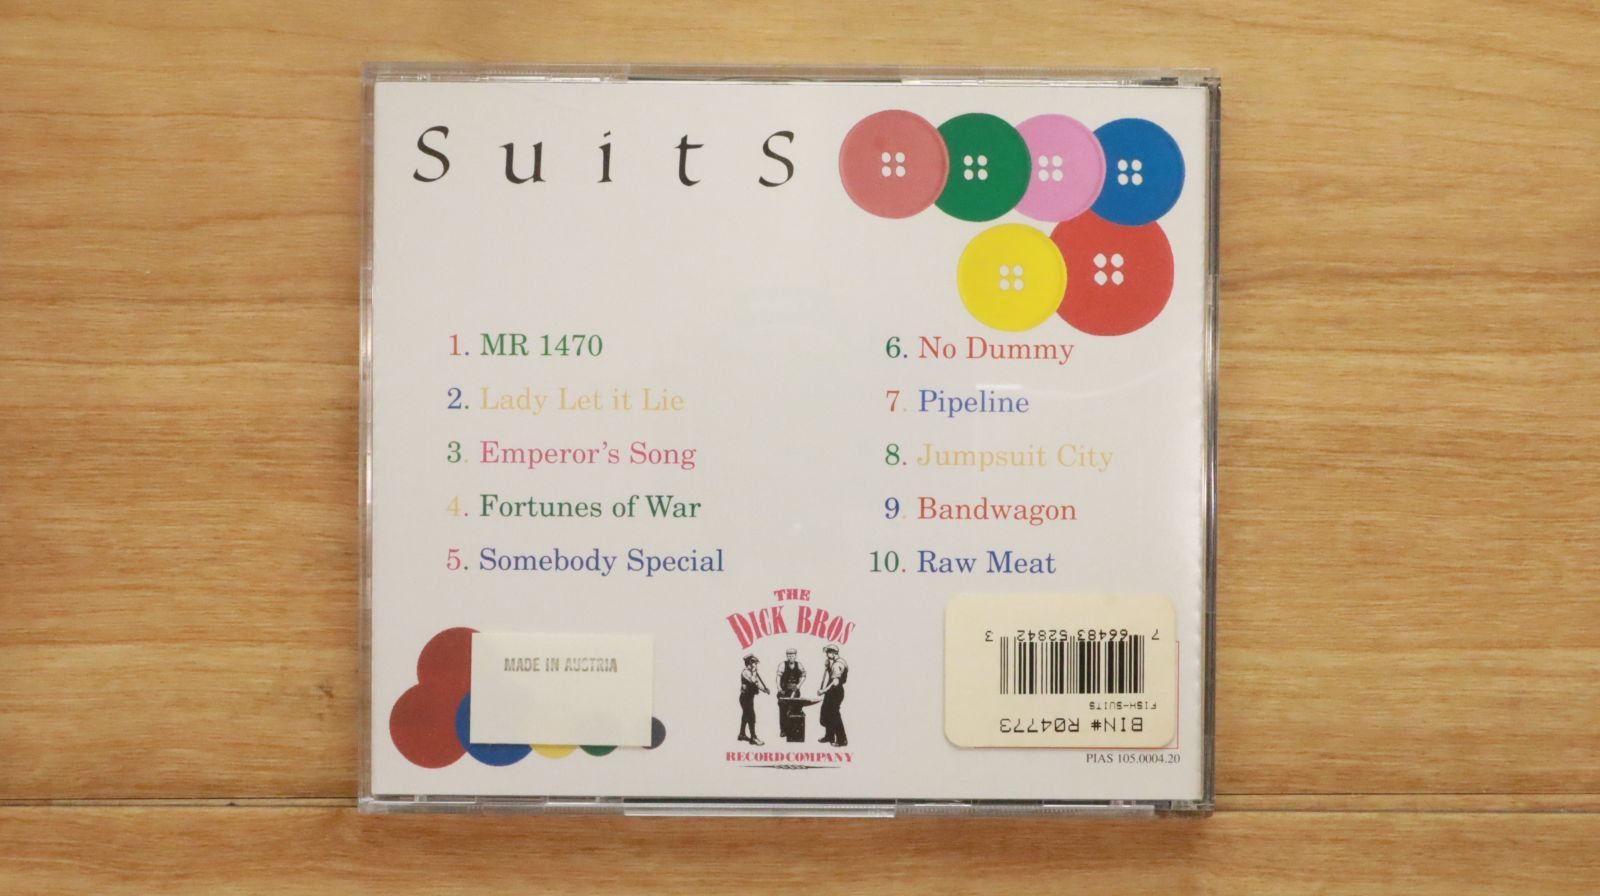 Suits
1. MR 1470
2. Lady Let it Lie
3. Emperor's Song
4. Fortunes of War
5. Somebody Special
6. No Dummy
7. Pipeline
8. Jumpsuit City
9. Bandwagon
10. Raw Meat
MADE IN AUSTRIA
THE
DICK BROS
RECORD COMPANY
BIN# R04773
FISH-SUITS
7 66483 52842 3
PIAS 105.0004.20